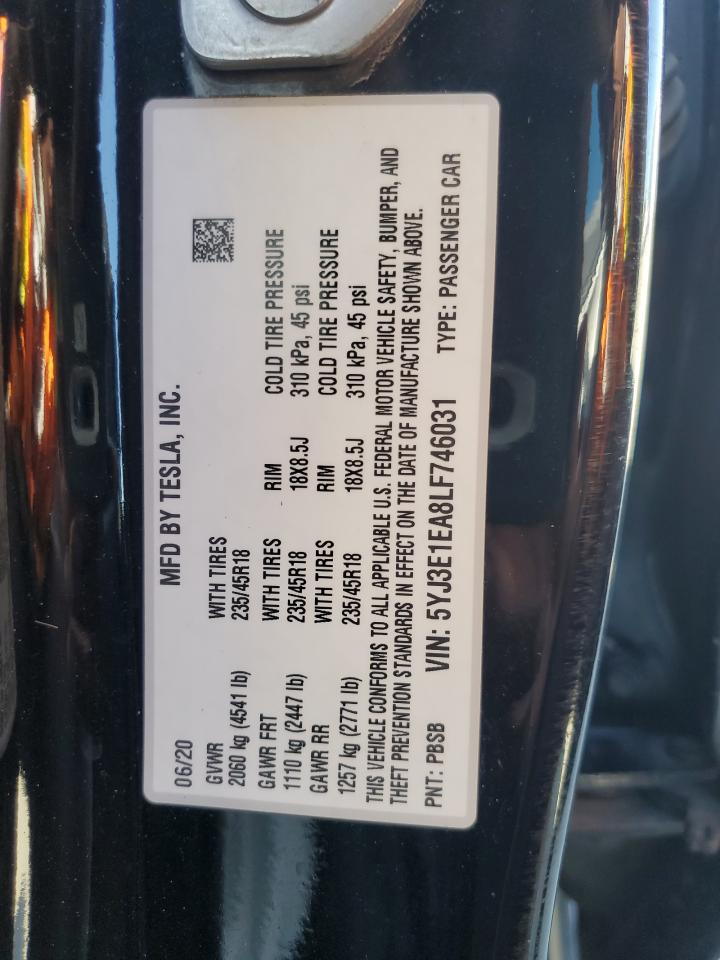 MFD BY TESLA, INC.
06/20
GVWR WITH TIRES
2060 kg (4541 lb) 235/45R18
GAWR FRT WITH TIRES RIM COLD TIRE PRESSURE
1110 kg (2447 lb) 235/45R18 18X8.5J 310 kPa, 45 psi
GAWR RR WITH TIRES RIM COLD TIRE PRESSURE
1257 kg (2771 lb) 235/45R18 18X8.5J 310 kPa, 45 psi
THIS VEHICLE CONFORMS TO ALL APPLICABLE U.S. FEDERAL MOTOR VEHICLE SAFETY, BUMPER, AND
THEFT PREVENTION STANDARDS IN EFFECT ON THE DATE OF MANUFACTURE SHOWN ABOVE.
PNT: PBSB VIN: 5YJ3E1EA8LF746031 TYPE: PASSENGER CAR